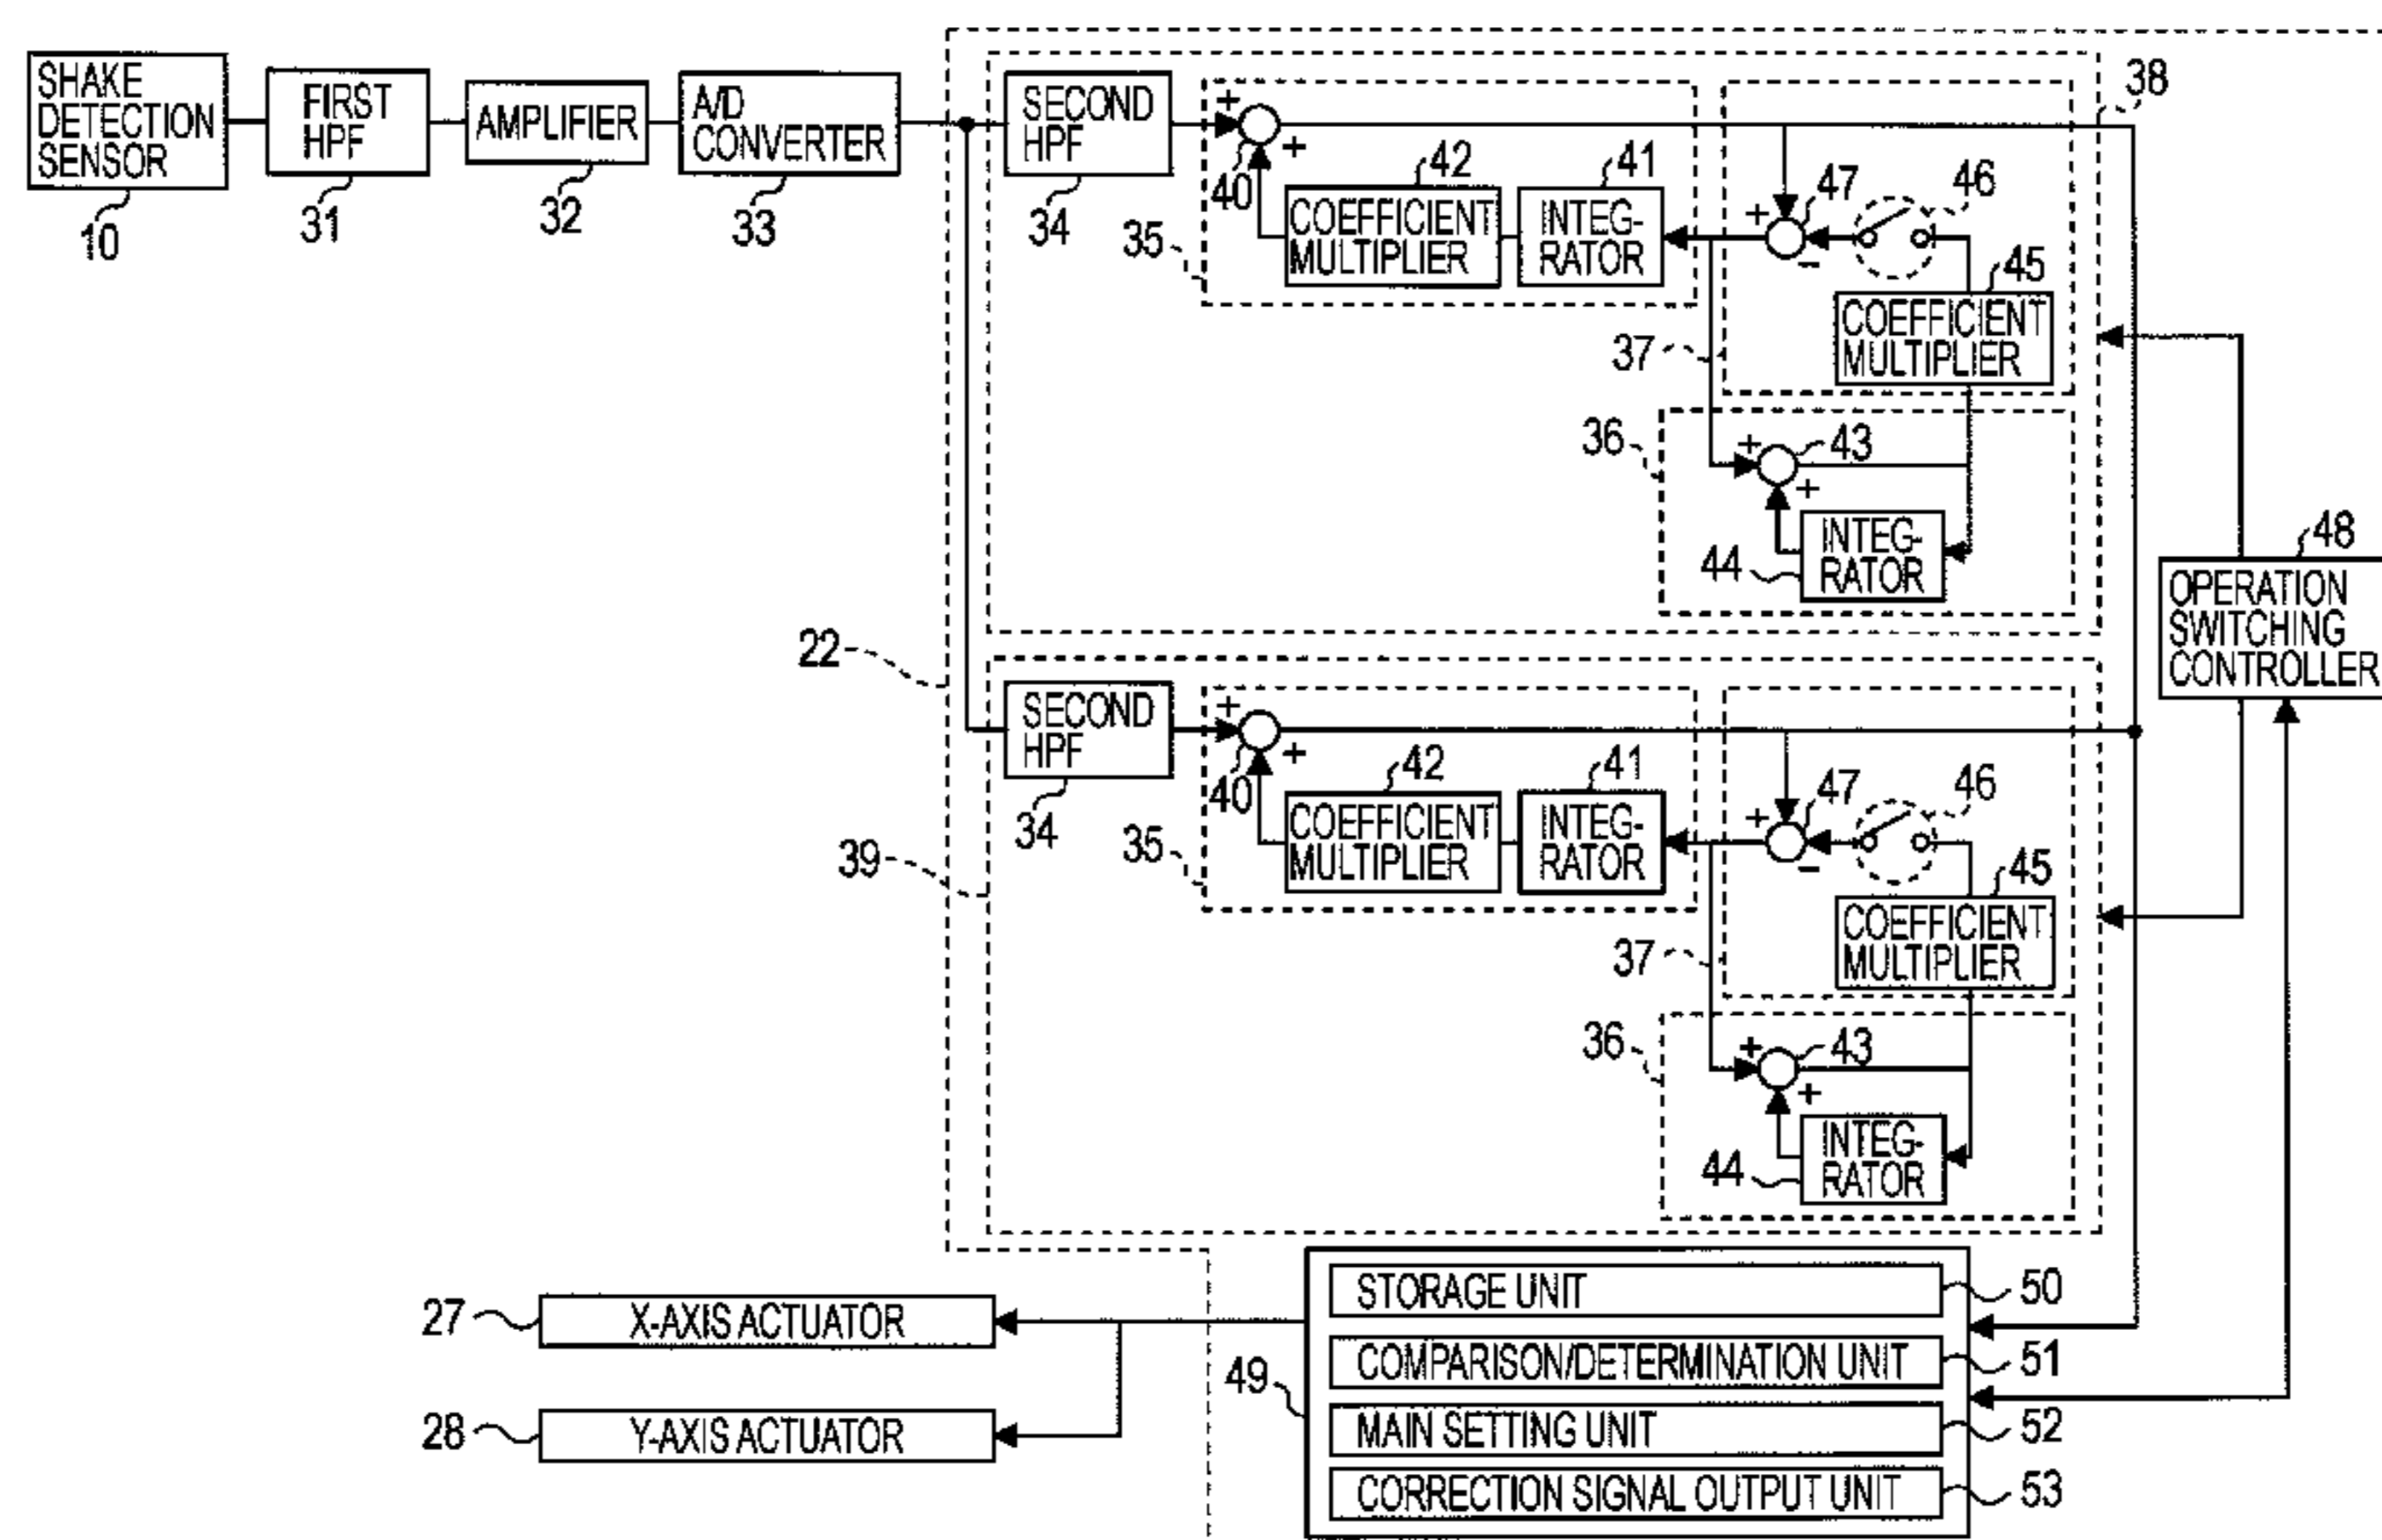 SHAKE
DETECTION
SENSOR
10
FIRST
HPF
31
AMPLIFIER
32
A/D
CONVERTER
33
38
SECOND
HPF
34
+
+
40
42
COEFFICIENT
MULTIPLIER
41
INTEG-
RATOR
35
+
47
−
46
45
COEFFICIENT
MULTIPLIER
37
36
+
43
+
INTEG-
RATOR
44
48
OPERATION
SWITCHING
CONTROLLER
22
39
SECOND
HPF
34
+
+
40
42
COEFFICIENT
MULTIPLIER
41
INTEG-
RATOR
35
+
47
−
46
45
COEFFICIENT
MULTIPLIER
37
36
+
43
+
INTEG-
RATOR
44
27
X-AXIS ACTUATOR
28
Y-AXIS ACTUATOR
49
STORAGE UNIT
50
COMPARISON/DETERMINATION UNIT
51
MAIN SETTING UNIT
52
CORRECTION SIGNAL OUTPUT UNIT
53